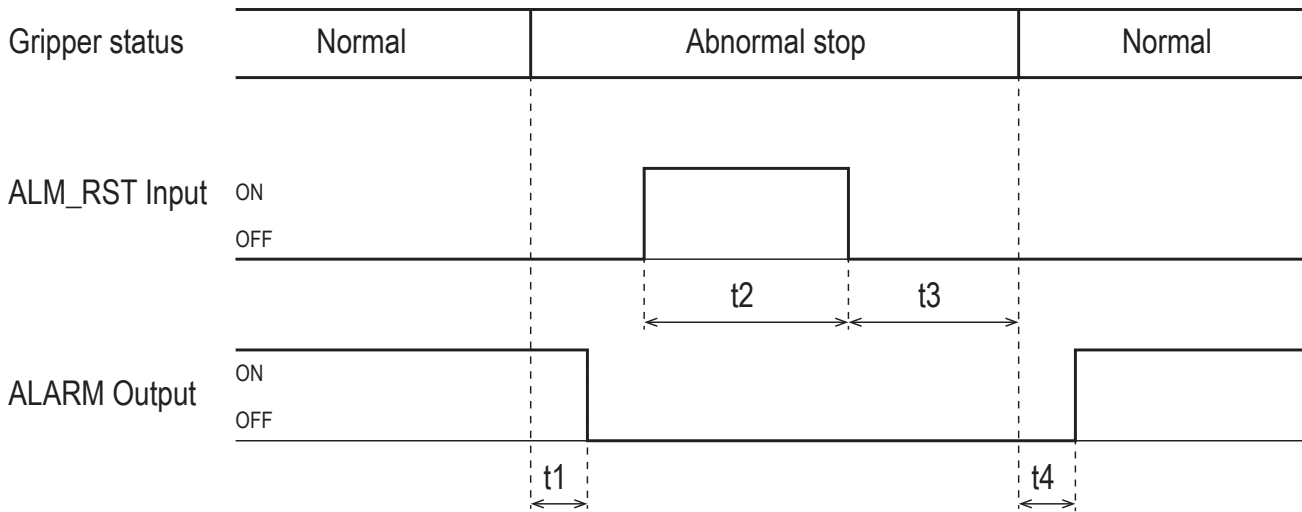 Gripper status Normal Abnormal stop Normal
ALM_RST Input ON
OFF
t2 t3
ALARM Output ON
OFF
t1 t4